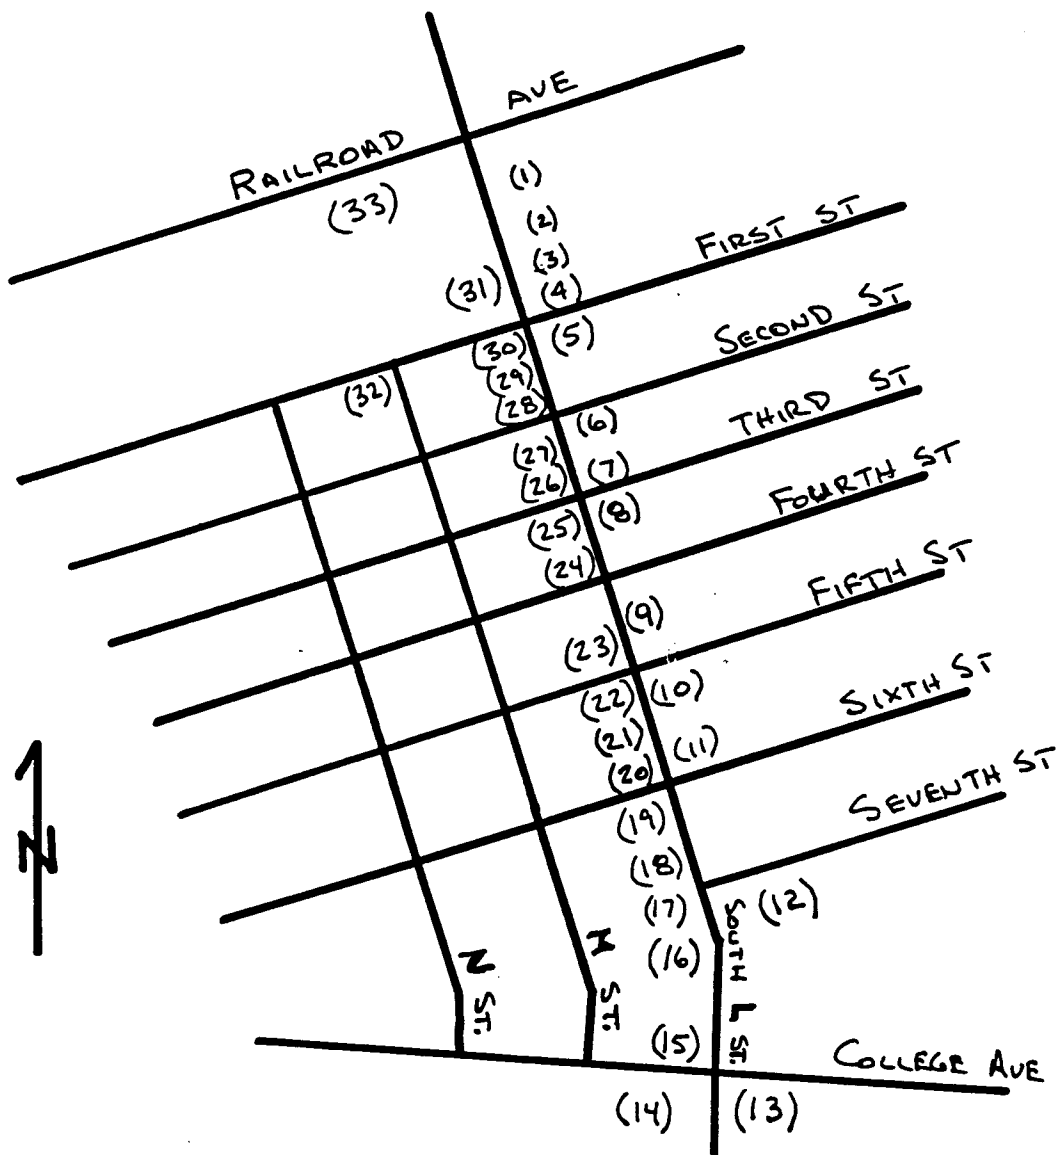 RAILROAD AVE
(1)
(33)
(2)
FIRST ST
(3)
(31)
(4)
SECOND ST
(5)
(30)
(29)
(32)
(28)
THIRD ST
(6)
(27)
(7)
(26)
FOURTH ST
(8)
(25)
(24)
FIFTH ST
(9)
(23)
(10)
(22)
SIXTH ST
(21)
(11)
(20)
SEVENTH ST
(19)
(18)
(12)
(17)
(16)
SOUTH L ST.
M ST.
N ST.
N
(15)
COLLEGE AVE
(14)
(13)